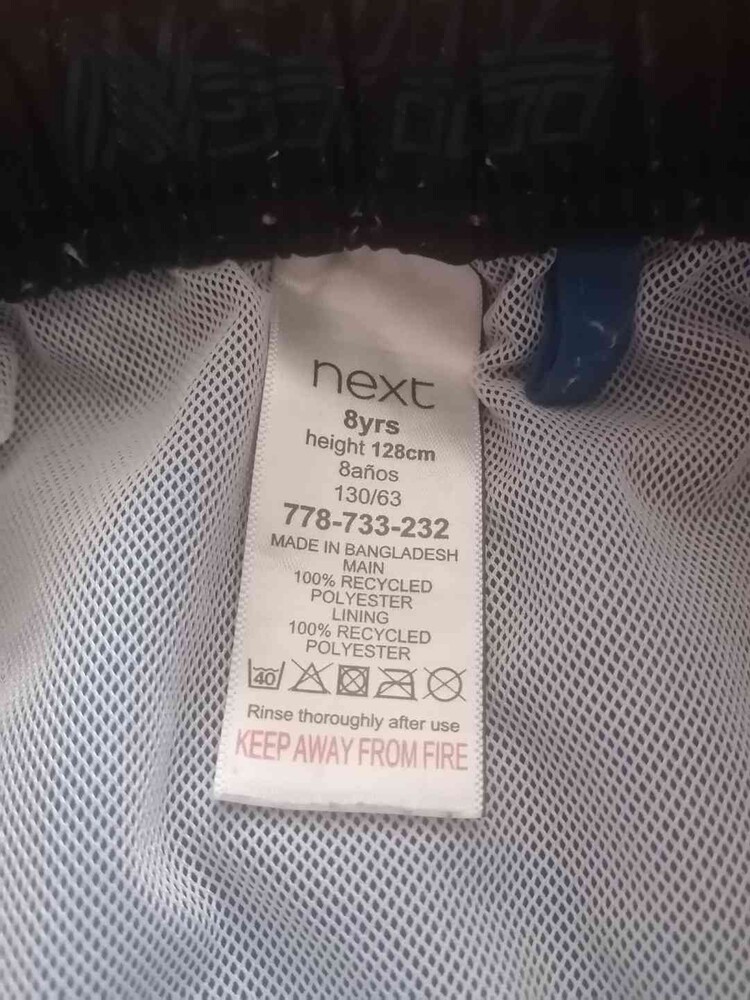 next
8yrs
height 128cm
8años
130/63
778-733-232
MADE IN BANGLADESH
MAIN
100% RECYCLED
POLYESTER
LINING
100% RECYCLED
POLYESTER
40
Rinse thoroughly after use
KEEP AWAY FROM FIRE